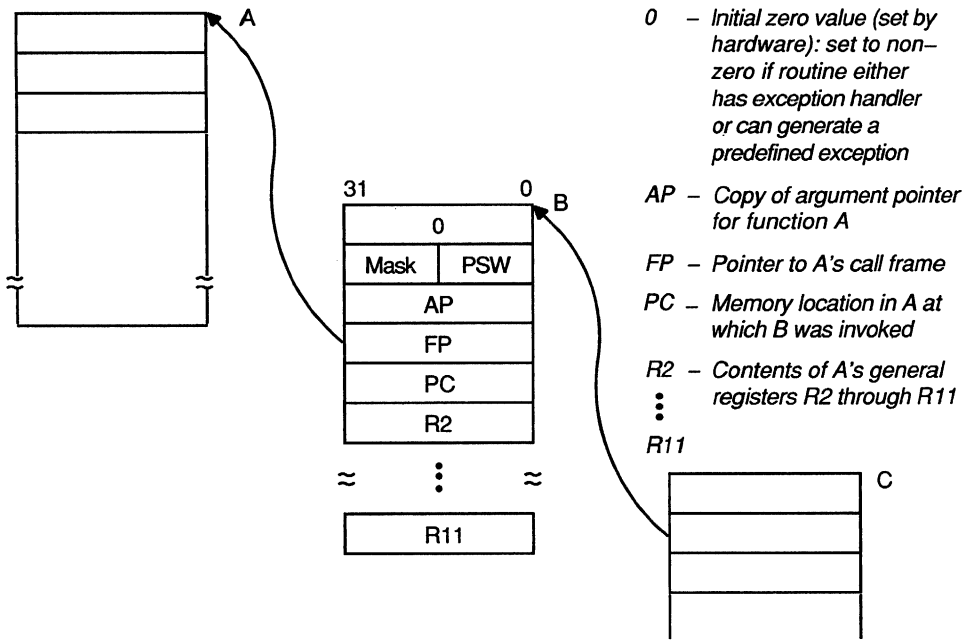 A
31 0
B
0
Mask PSW
AP
FP
PC
R2
R11
0 – Initial zero value (set by
hardware): set to non–
zero if routine either
has exception handler
or can generate a
predefined exception
AP – Copy of argument pointer
for function A
FP – Pointer to A's call frame
PC – Memory location in A at
which B was invoked
R2 – Contents of A's general
registers R2 through R11
R11
C